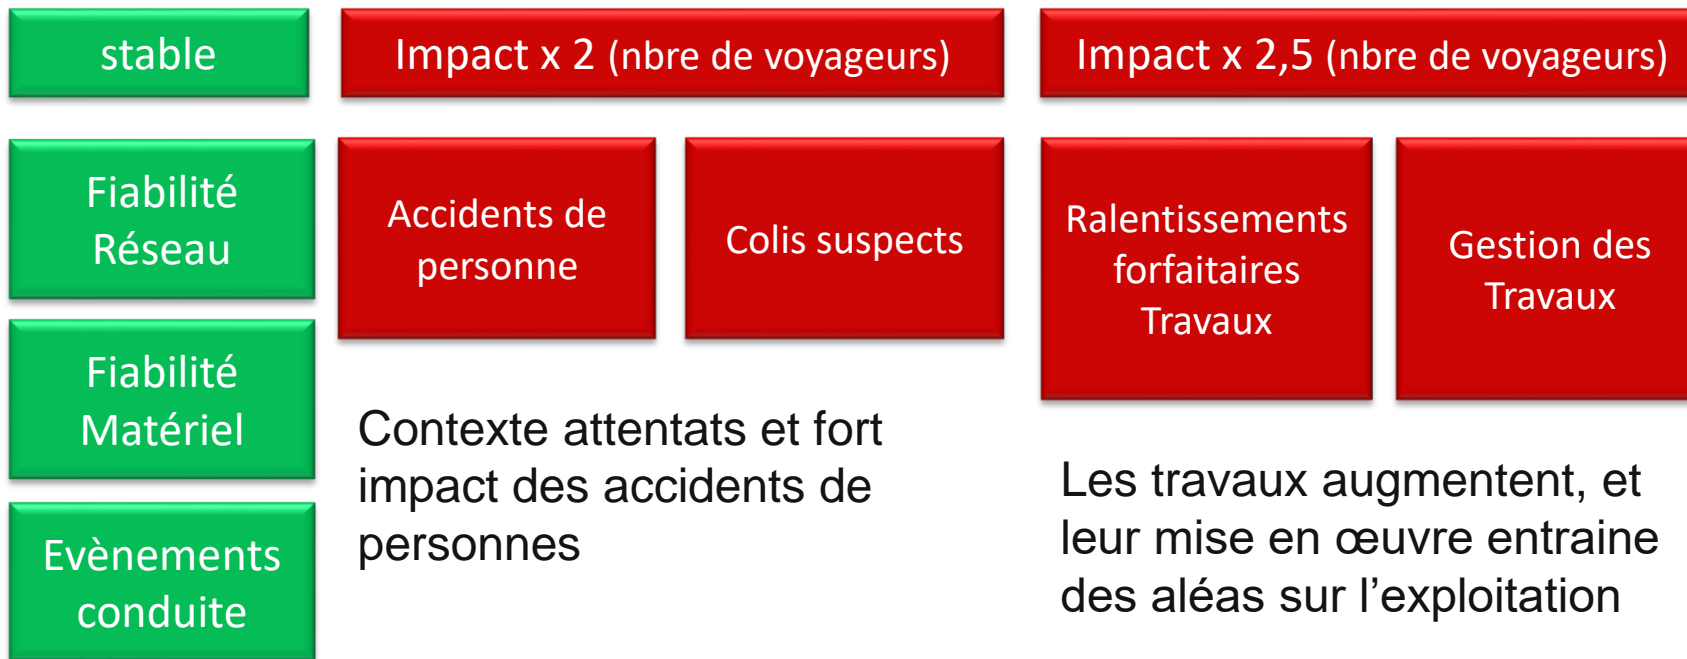 stable
Impact x 2 (nbre de voyageurs)
Impact x 2,5 (nbre de voyageurs)
Fiabilité
Réseau
Fiabilité
Matériel
Evènements
conduite
Accidents de
personne
Colis suspects
Contexte attentats et fort
impact des accidents de
personnes
Ralentissements
forfaitaires
Travaux
Gestion des
Travaux
Les travaux augmentent, et
leur mise en œuvre entraine
des aléas sur l’exploitation